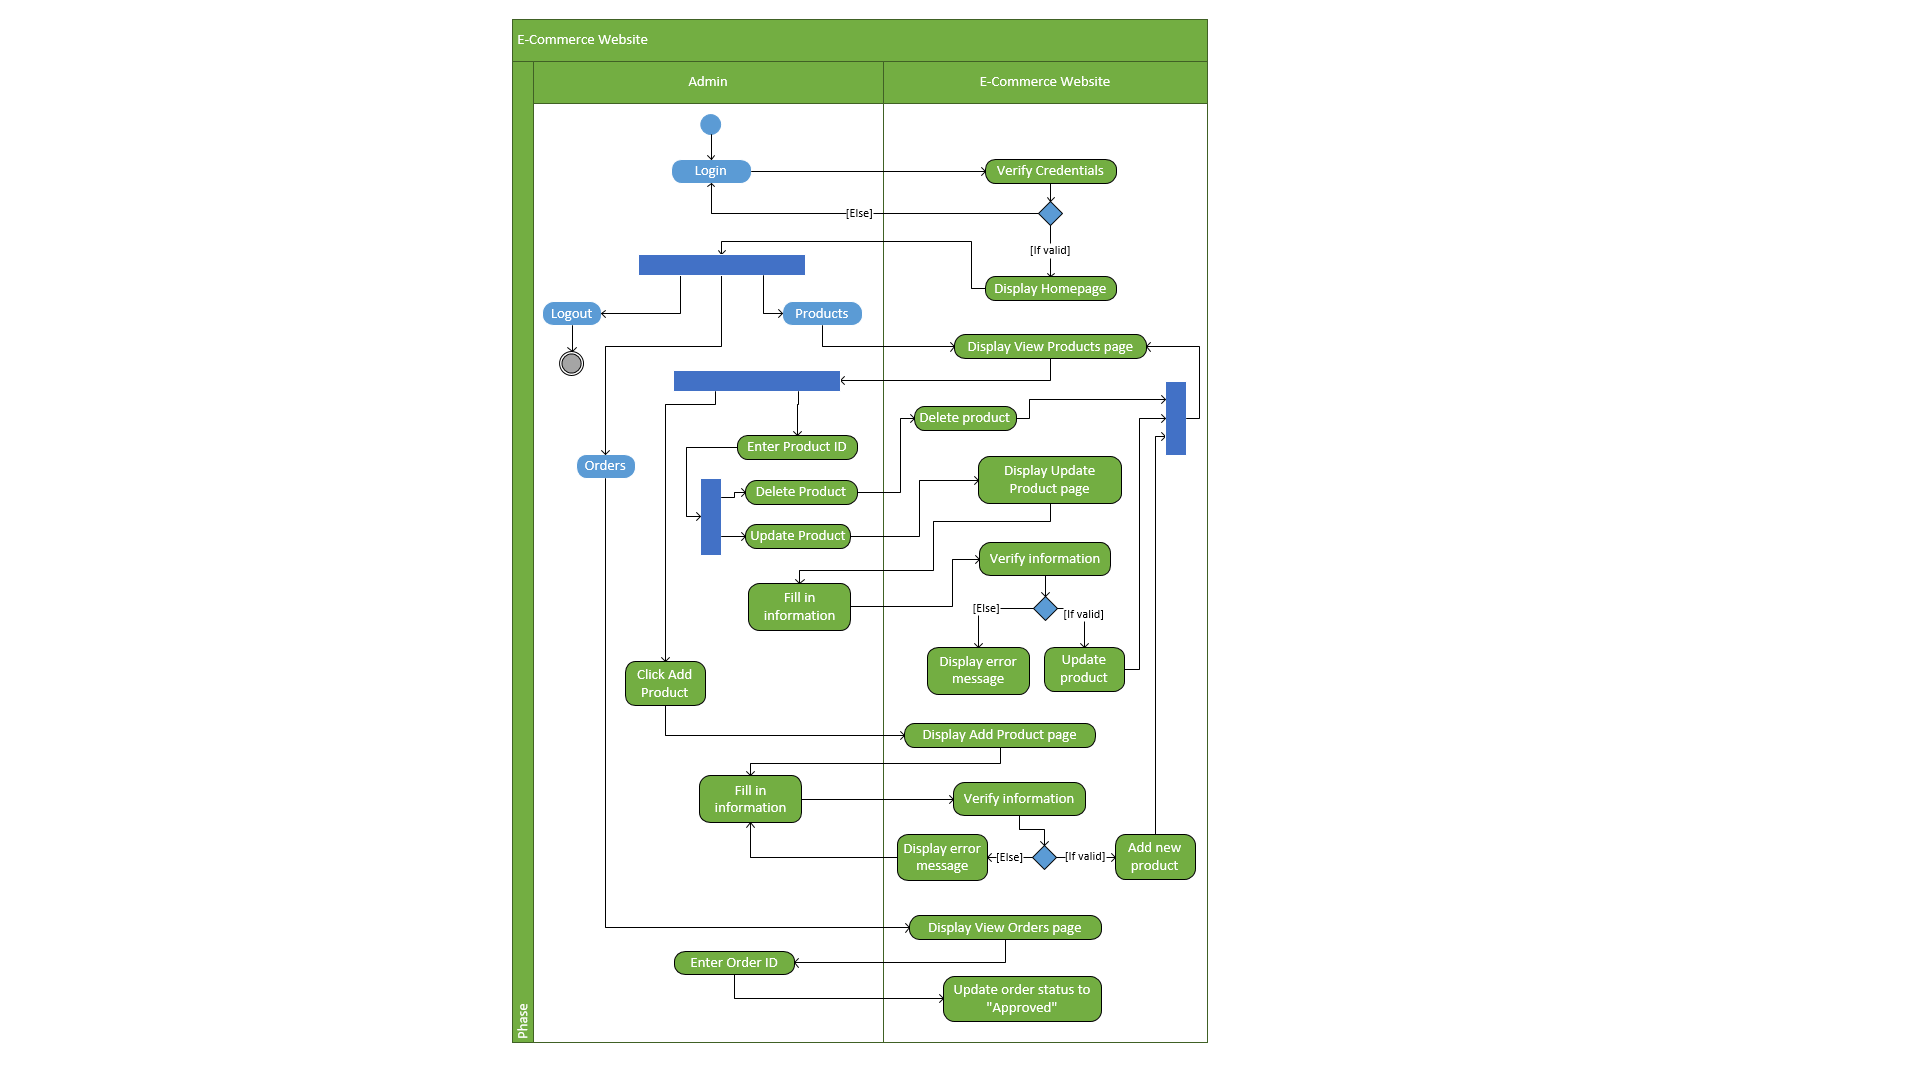 E-Commerce Website
Admin
E-Commerce Website
Login
Verify Credentials
[Else]
[If valid]
Display Homepage
Logout
Products
Display View Products page
Delete product
Enter Product ID
Orders
Display Update
Product page
Delete Product
Update Product
Verify information
Fill in
information
[Else]
[If valid]
Display error
message
Update
product
Click Add
Product
Display Add Product page
Fill in
information
Verify information
Display error
message
[Else]
[If valid]
Add new
product
Display View Orders page
Enter Order ID
Update order status to
"Approved"
Phase